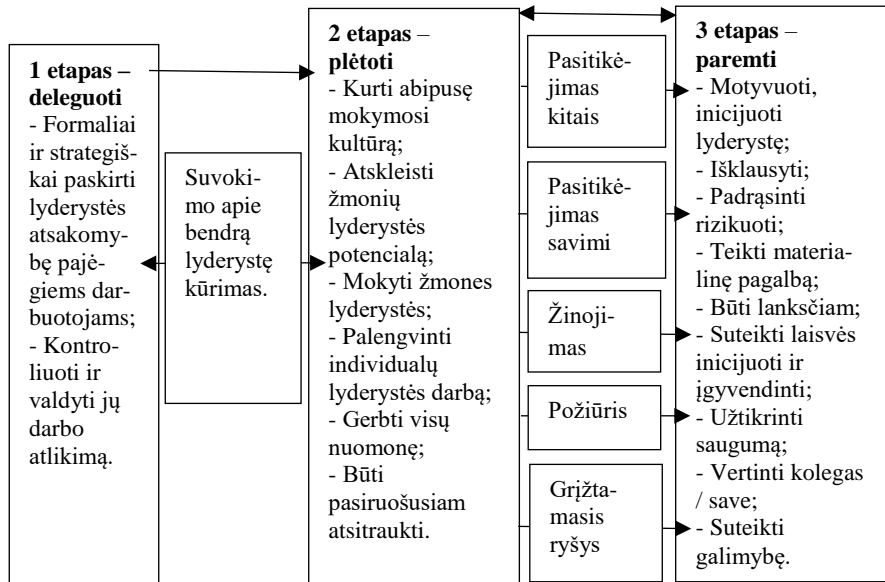 1 etapas –
deleguoti
- Formaliai
ir strategiš-
kai paskirti
lyderystės
atsakomy-
bę pajė-
giems dar-
buotojams;
- Kontro-
liuoti ir
valdyti jų
darbo
atlikimą.
Suvoki-
mo apie
bendrą
lyderystę
kūrimas.
2 etapas –
plėtoti
- Kurti abipusę
mokymosi
kultūrą;
- Atskleisti
žmonių
lyderystės
potencialą;
- Mokyti žmones
lyderystės;
- Palengvinti
individualų
lyderystės darbą;
- Gerbti visų
nuomonę;
- Būti
pasiruošusiam
atsitraukti.
Pasitikė-
jimas
kitais
Pasitikė-
jimas
savimi
Žinoji-
mas
Požiūris
Grįžta-
masis
ryšys
3 etapas –
paremti
- Motyvuoti,
inicijuoti
lyderystę;
- Išklausyti;
- Padrąsinti
rizikuoti;
- Teikti materia-
linę pagalbą;
- Būti lanksčiam;
- Suteikti laisvės
inicijuoti ir
įgyvendinti;
- Užtikrinti
saugumą;
- Vertinti kolegas
/ save;
- Suteikti
galimybę.